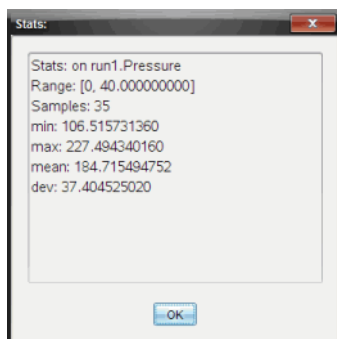 Stats:
Stats: on run1.Pressure
Range: [0, 40.000000000]
Samples: 35
min: 106.515731360
max: 227.494340160
mean: 184.715494752
dev: 37.404525020
OK